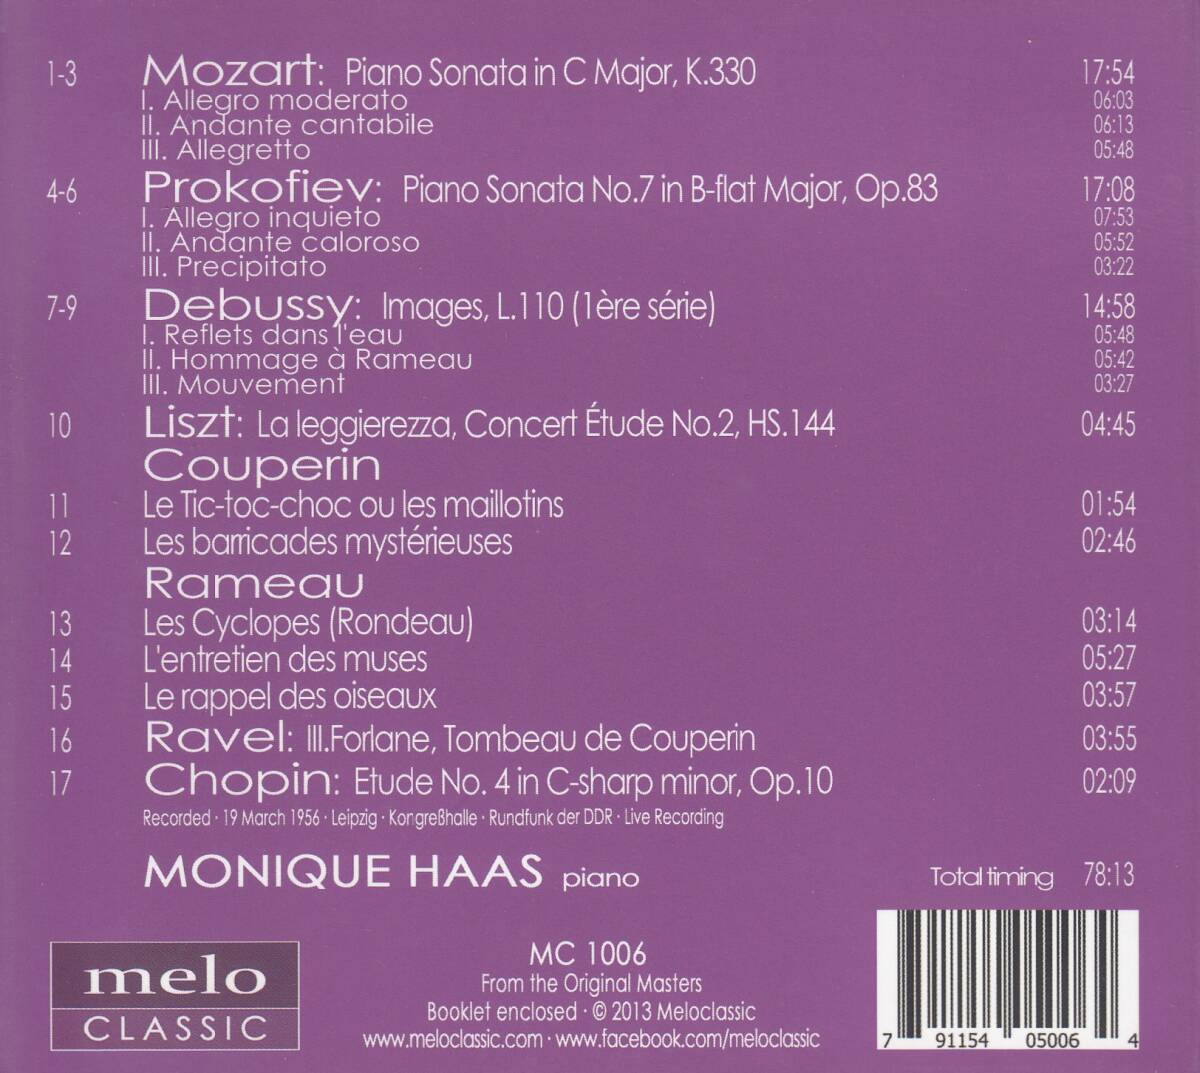 1-3 Mozart: Piano Sonata in C Major, K.330 17:54
I. Allegro moderato 06:03
II. Andante cantabile 06:13
III. Allegretto 05:48
4-6 Prokofiev: Piano Sonata No.7 in B-flat Major, Op.83 17:08
I. Allegro inquieto 07:53
II. Andante caloroso 05:52
III. Precipitato 03:22
7-9 Debussy: Images, L.110 (1ère série) 14:58
I. Reflets dans l'eau 05:48
II. Hommage à Rameau 05:42
III. Mouvement 03:27
10 Liszt: La leggierezza, Concert Étude No.2, HS.144 04:45
Couperin
11 Le Tic-toc-choc ou les maillotins 01:54
12 Les barricades mystérieuses 02:46
Rameau
13 Les Cyclopes (Rondeau) 03:14
14 L'entretien des muses 05:27
15 Le rappel des oiseaux 03:57
16 Ravel: III.Forlane, Tombeau de Couperin 03:55
17 Chopin: Etude No. 4 in C-sharp minor, Op.10 02:09
Recorded · 19 March 1956 · Leipzig · Kongreßhalle · Rundfunk der DDR · Live Recording
MONIQUE HAAS piano Total timing 78:13
melo
CLASSIC
MC 1006
From the Original Masters
Booklet enclosed · © 2013 Meloclassic
www.meloclassic.com · www.facebook.com/meloclassic
7 91154 05006 4